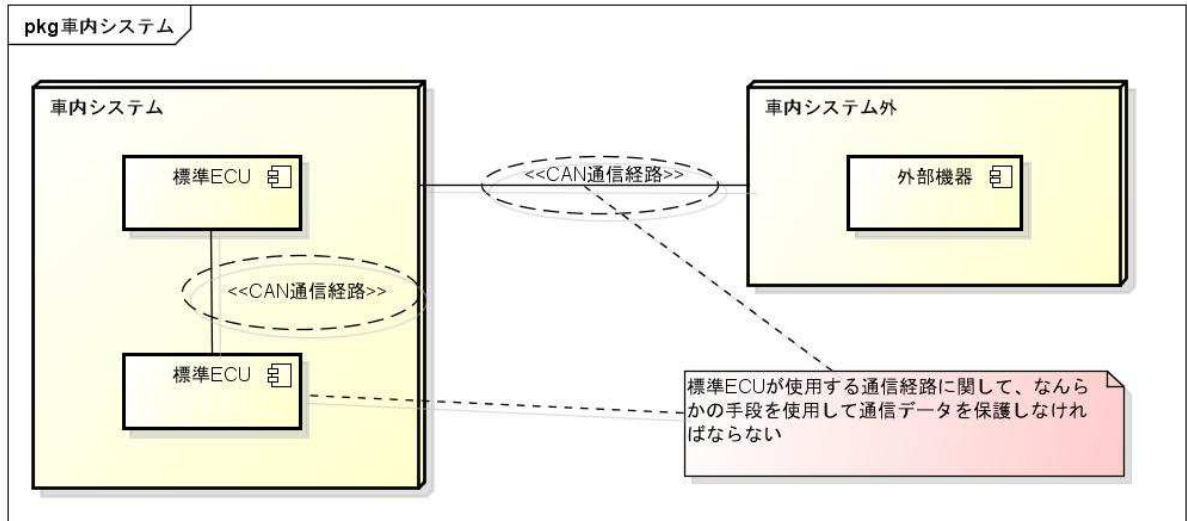 pkg車内システム
車内システム
車内システム外
標準ECU
<<CAN通信経路>>
外部機器
<<CAN通信経路>>
標準ECU
標準ECUが使用する通信経路に関して、なんら
かの手段を使用して通信データを保護しなけれ
ばならない